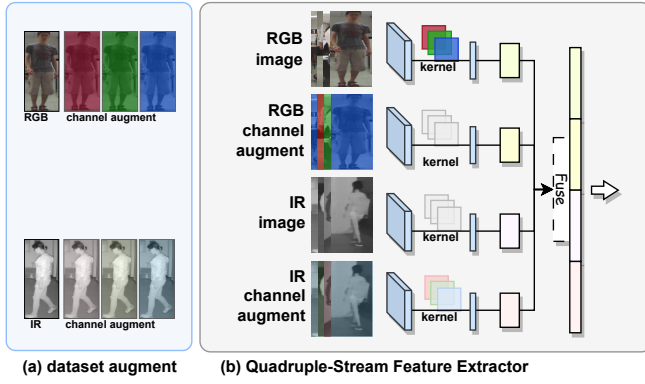 RGB
channel augment
IR
channel augment
(a) dataset augment
RGB
image
kernel
RGB
channel
augment
kernel
IR
image
kernel
IR
channel
augment
kernel
Fuse
(b) Quadruple-Stream Feature Extractor